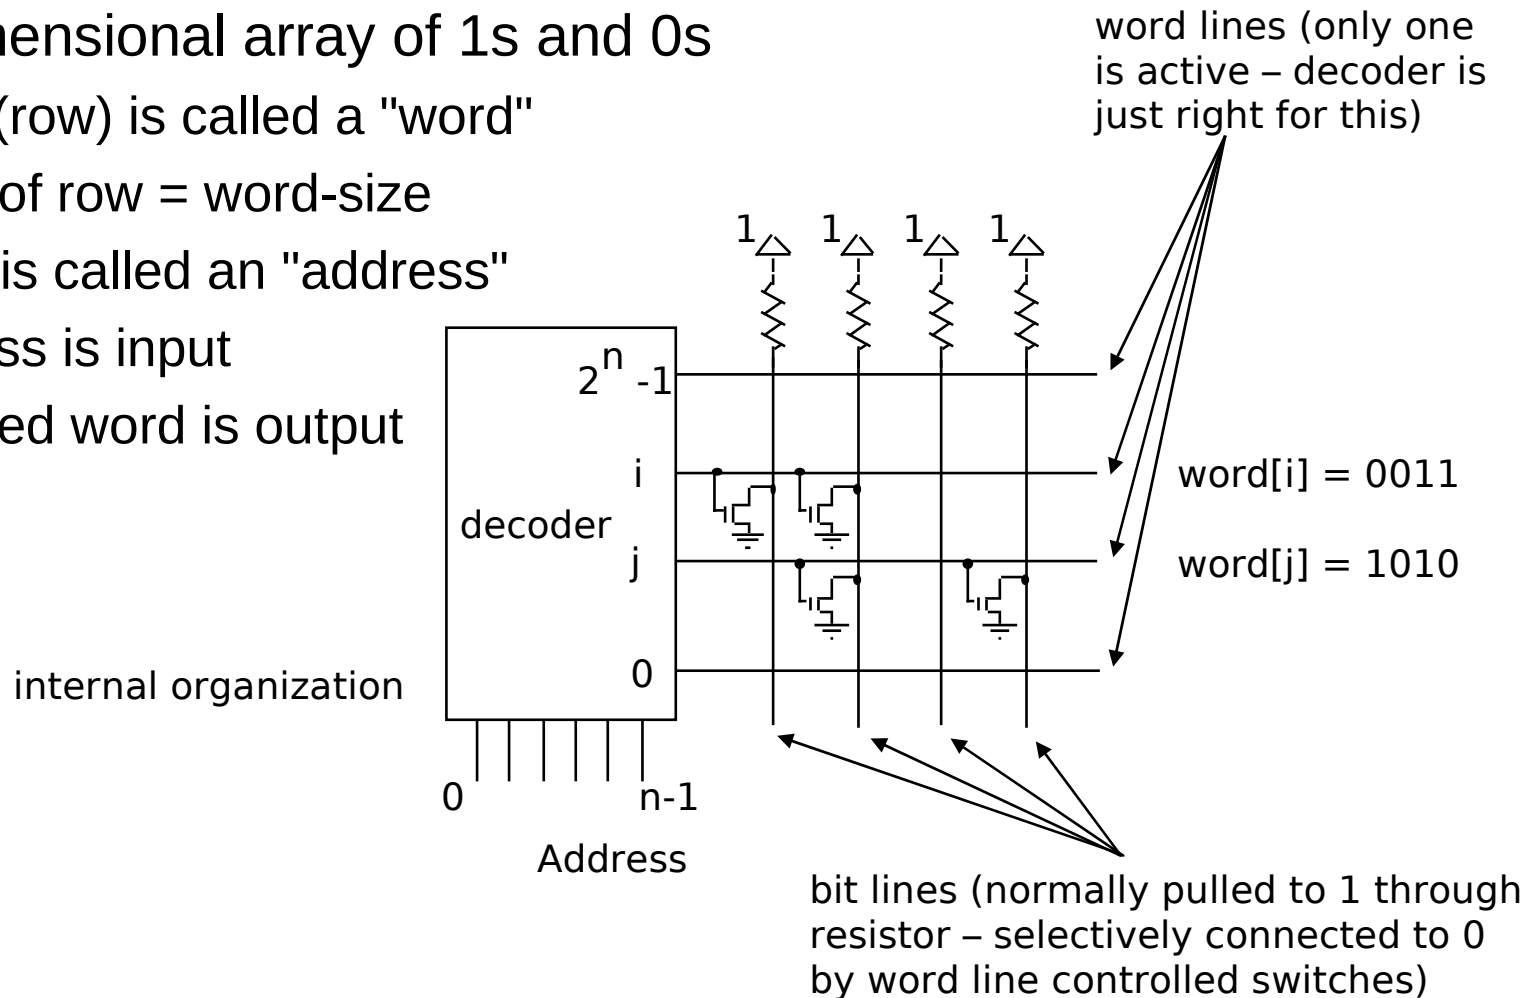 nensional array of 1s and 0s
(row) is called a "word"
of row = word-size
is called an "address"
ss is input
ed word is output
word lines (only one
is active – decoder is
just right for this)
1 1 1 1
2^n -1
i
decoder
j
0
word[i] = 0011
word[j] = 1010
internal organization
0 n-1
Address
bit lines (normally pulled to 1 through
resistor – selectively connected to 0
by word line controlled switches)